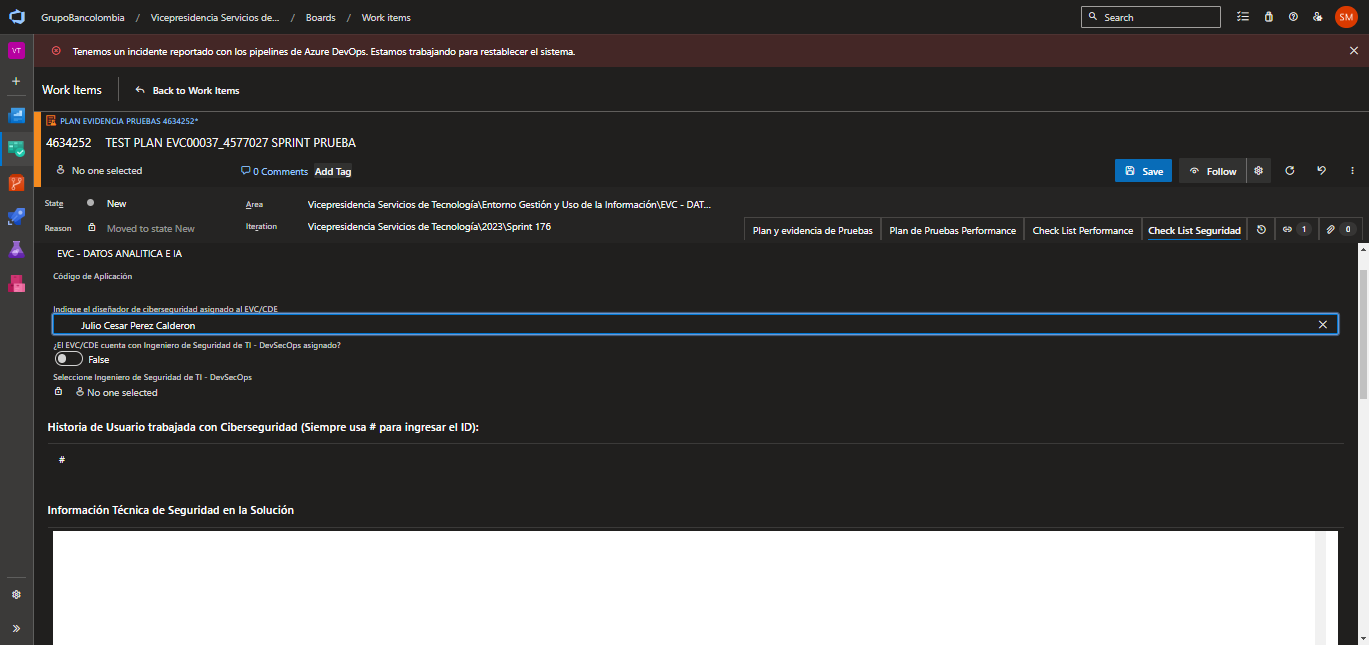 GrupoBancolombia / Vicepresidencia Servicios de... / Boards / Work items
Search
SM
VT
Tenemos un incidente reportado con los pipelines de Azure DevOps. Estamos trabajando para restablecer el sistema.
Work Items
Back to Work Items
PLAN EVIDENCIA PRUEBAS 4634252*
4634252 TEST PLAN EVC00037_4577027 SPRINT PRUEBA
No one selected
0 Comments
Add Tag
Save
Follow
State
New
Area
Vicepresidencia Servicios de Tecnología\Entorno Gestión y Uso de la Información\EVC - DAT...
Reason
Moved to state New
Iteration
Vicepresidencia Servicios de Tecnología\2023\Sprint 176
Plan y evidencia de Pruebas
Plan de Pruebas Performance
Check List Performance
Check List Seguridad
1
0
EVC - DATOS ANALITICA E IA
Código de Aplicación
Indique el diseñador de ciberseguridad asignado al EVC/CDE
Julio Cesar Perez Calderon
¿El EVC/CDE cuenta con Ingeniero de Seguridad de TI - DevSecOps asignado?
False
Seleccione Ingeniero de Seguridad de TI - DevSecOps
No one selected
Historia de Usuario trabajada con Ciberseguridad (Siempre usa # para ingresar el ID):
#
Información Técnica de Seguridad en la Solución